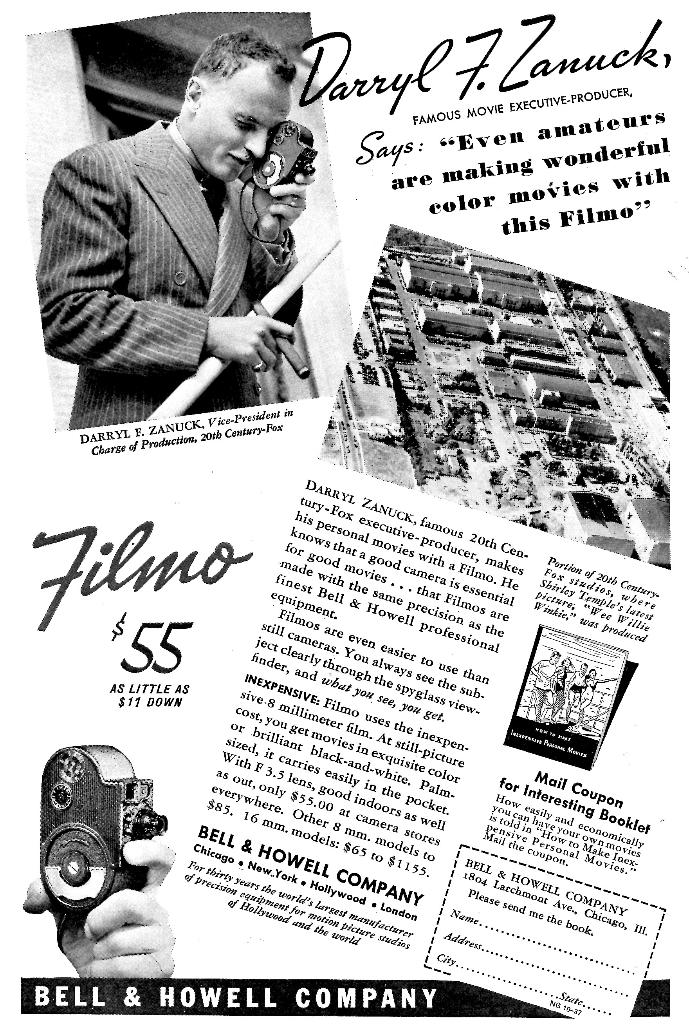 Darryl F. Zanuck,
FAMOUS MOVIE EXECUTIVE-PRODUCER,
Says: "Even amateurs
are making wonderful
color movies with
this Filmo"
DARRYL F. ZANUCK, Vice-President in
Charge of Production, 20th Century-Fox
Filmo
$55
AS LITTLE AS
$11 DOWN
DARRYL ZANUCK, famous 20th Cen-
tury-Fox executive-producer, makes
his personal movies with a Filmo. He
knows that a good camera is essential
for good movies . . . that Filmos are
made with the same precision as the
finest Bell & Howell professional
equipment.
Filmos are even easier to use than
still cameras. You always see the sub-
ject clearly through the spyglass view-
finder, and what you see, you get.
INEXPENSIVE: Filmo uses the inexpen-
sive 8 millimeter film. At still-picture
cost, you get movies in exquisite color
or brilliant black-and-white. Palm-
sized, it carries easily in the pocket.
With F 3.5 lens, good indoors as well
as out, only $55.00 at camera stores
everywhere. Other 8 mm. models to
$85. 16 mm. models: $65 to $1155.
BELL & HOWELL COMPANY
Chicago • New York • Hollywood • London
For thirty years the world's largest manufacturer
of precision equipment for motion picture studios
of Hollywood and the world
Portion of 20th Century-
Fox studios, where
Shirley Temple's latest
picture, "Wee Willie
Winkie," was produced
HOW TO MAKE
INEXPENSIVE PERSONAL MOVIES
Mail Coupon
for Interesting Booklet
How easily and economically
you can have your own movies
is told in "How to Make Inex-
pensive Personal Movies."
Mail the coupon.
BELL & HOWELL COMPANY
1804 Larchmont Ave., Chicago, Ill.
Please send me the book.
Name
Address
City
State
NG 10-37
BELL & HOWELL COMPANY